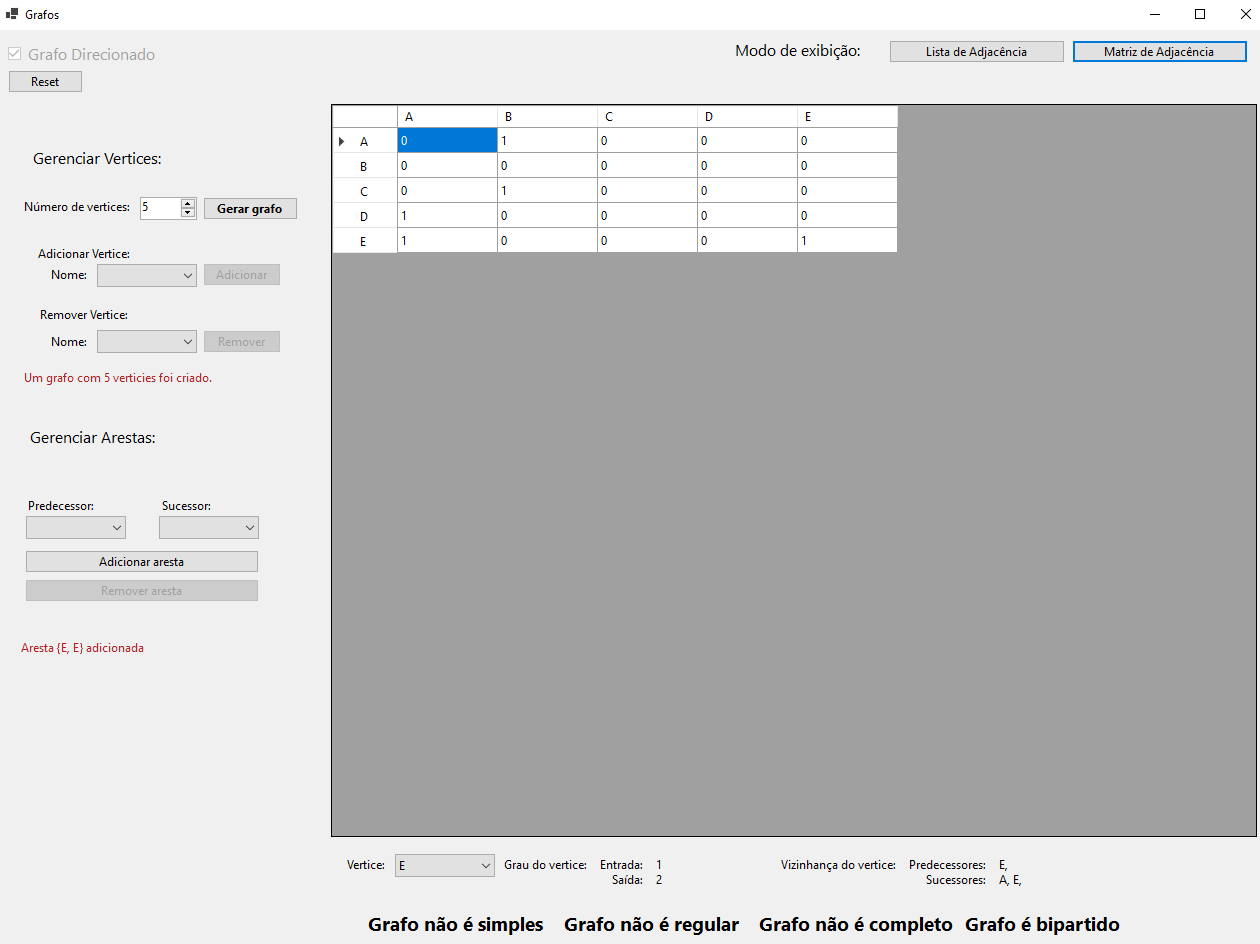 Grafos
Grafo Direcionado
Modo de exibição: Lista de Adjacência Matriz de Adjacência
Reset
A B C D E
A 0 1 0 0 0
B 0 0 0 0 0
C 0 1 0 0 0
D 1 0 0 0 0
E 1 0 0 0 1
Gerenciar Vertices:
Número de vertices: 5 Gerar grafo
Adicionar Vertice:
Nome: Adicionar
Remover Vertice:
Nome: Remover
Um grafo com 5 verticies foi criado.
Gerenciar Arestas:
Predecessor: Sucessor:
Adicionar aresta
Remover aresta
Aresta {E, E} adicionada
Vertice: E Grau do vertice: Entrada: 1 Vizinhança do vertice: Predecessores: E,
Saída: 2 Sucessores: A, E,
Grafo não é simples Grafo não é regular Grafo não é completo Grafo é bipartido